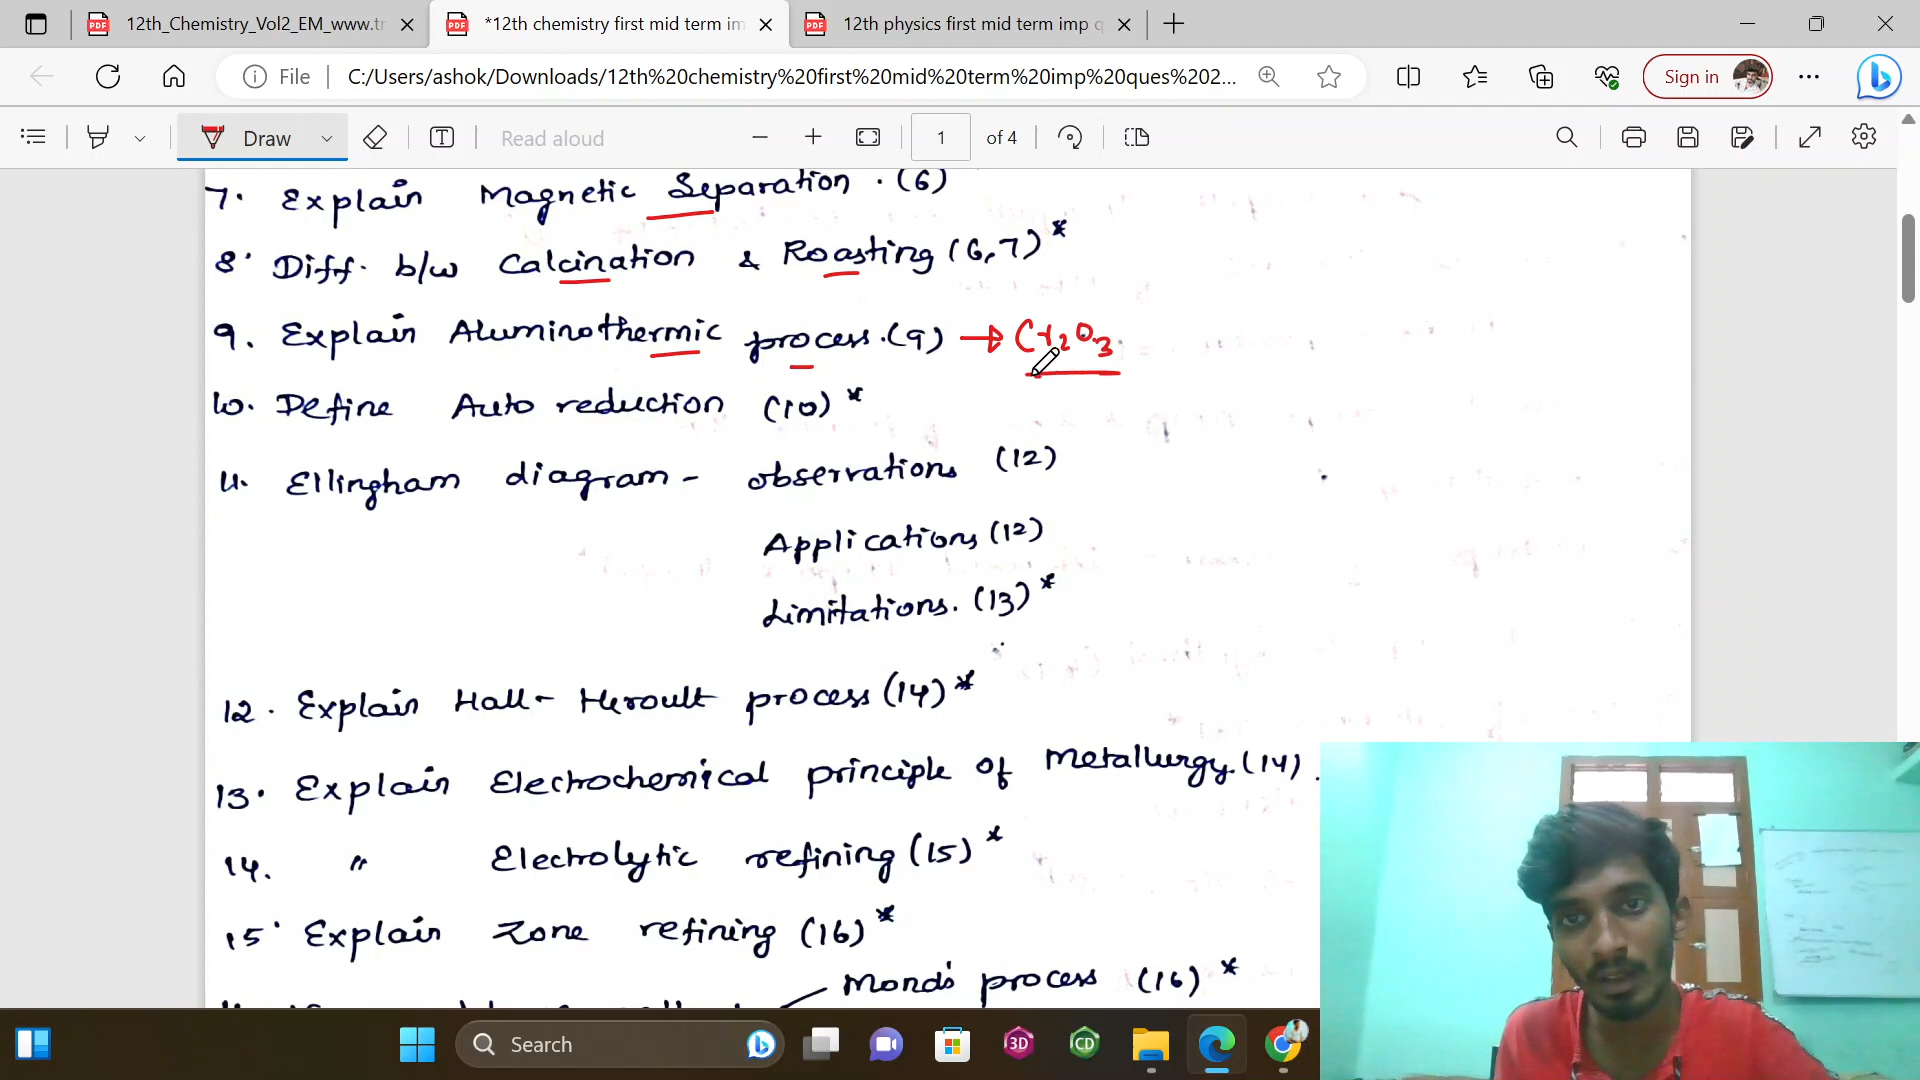 12th_Chemistry_Vol2_EM_www.tr
*12th chemistry first mid term im
12th physics first mid term imp q
File
C:/Users/ashok/Downloads/12th%20chemistry%20first%20mid%20term%20imp%20ques%202...
Sign in
Draw
Read aloud
1 of 4
7. Explain Magnetic Separation. (6)
8. Diff. b/w Calcination & Roasting (6,7)*
9. Explain Aluminothermic process. (9) → Cr2O3
10. Define Auto reduction (10)*
11. Ellingham diagram - observations (12)
Applications (12)
Limitations. (13)*
12. Explain Hall-Heroult process (14)*
13. Explain Electrochemical principle of Metallurgy. (14)
14. " Electrolytic refining (15)*
15. Explain Zone refining (16)*
Mond's process (16)*
Search
3D
CD